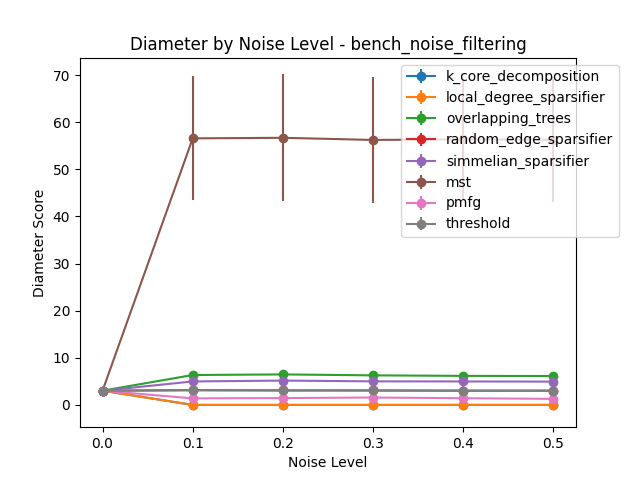 Diameter by Noise Level - bench_noise_filtering
70
60
50
40
30
20
10
0
Diameter Score
0.0 0.1 0.2 0.3 0.4 0.5
Noise Level
k_core_decomposition
local_degree_sparsifier
overlapping_trees
random_edge_sparsifier
simmelian_sparsifier
mst
pmfg
threshold